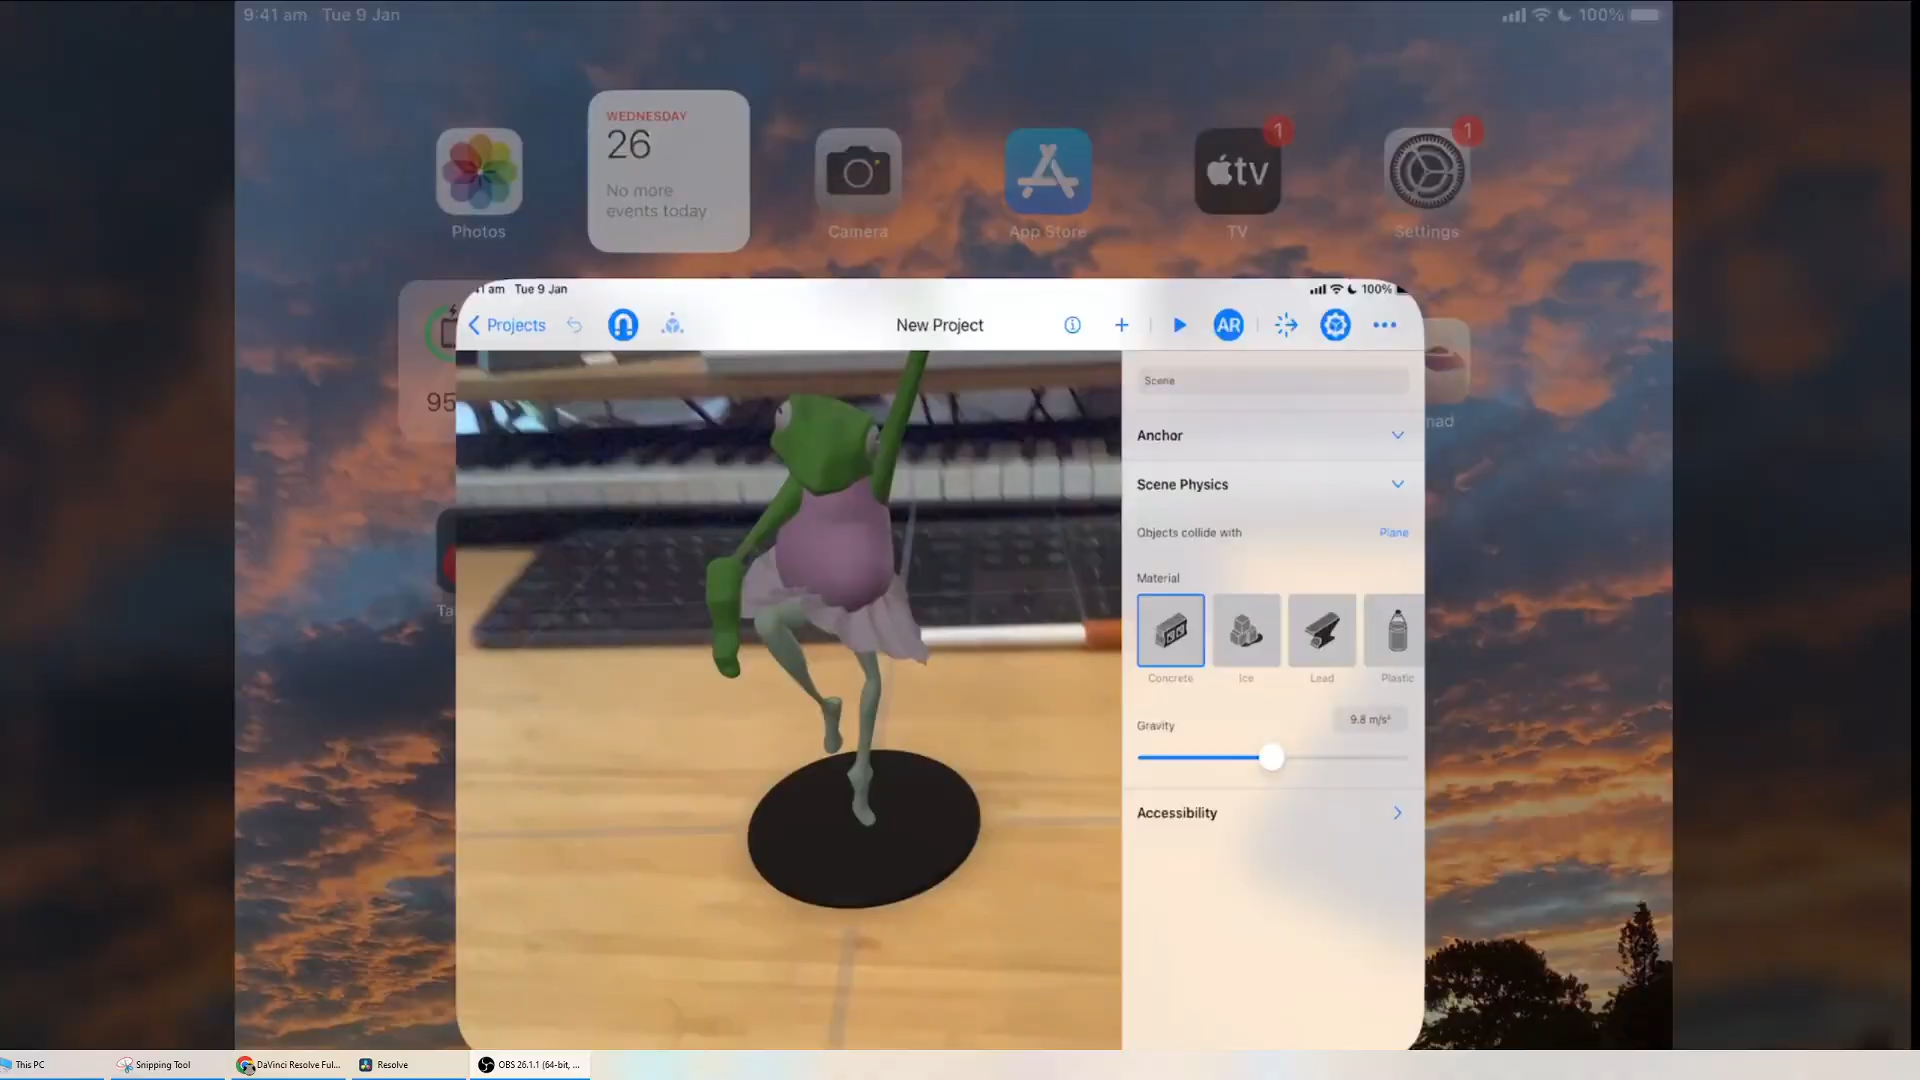 9:41 am Tue 9 Jan
100%
WEDNESDAY
26
No more
events today
tv
1
1
Photos
Camera
App Store
TV
Settings
95
am Tue 9 Jan
100%
Projects
New Project
AR
Scene
Anchor
Scene Physics
Objects collide with
Plane
Material
Concrete
Ice
Lead
Plastic
Gravity
9.8 m/s²
Accessibility
This PC
Snipping Tool
DaVinci Resolve Ful...
Resolve
OBS 26.1.1 (64-bit, ...